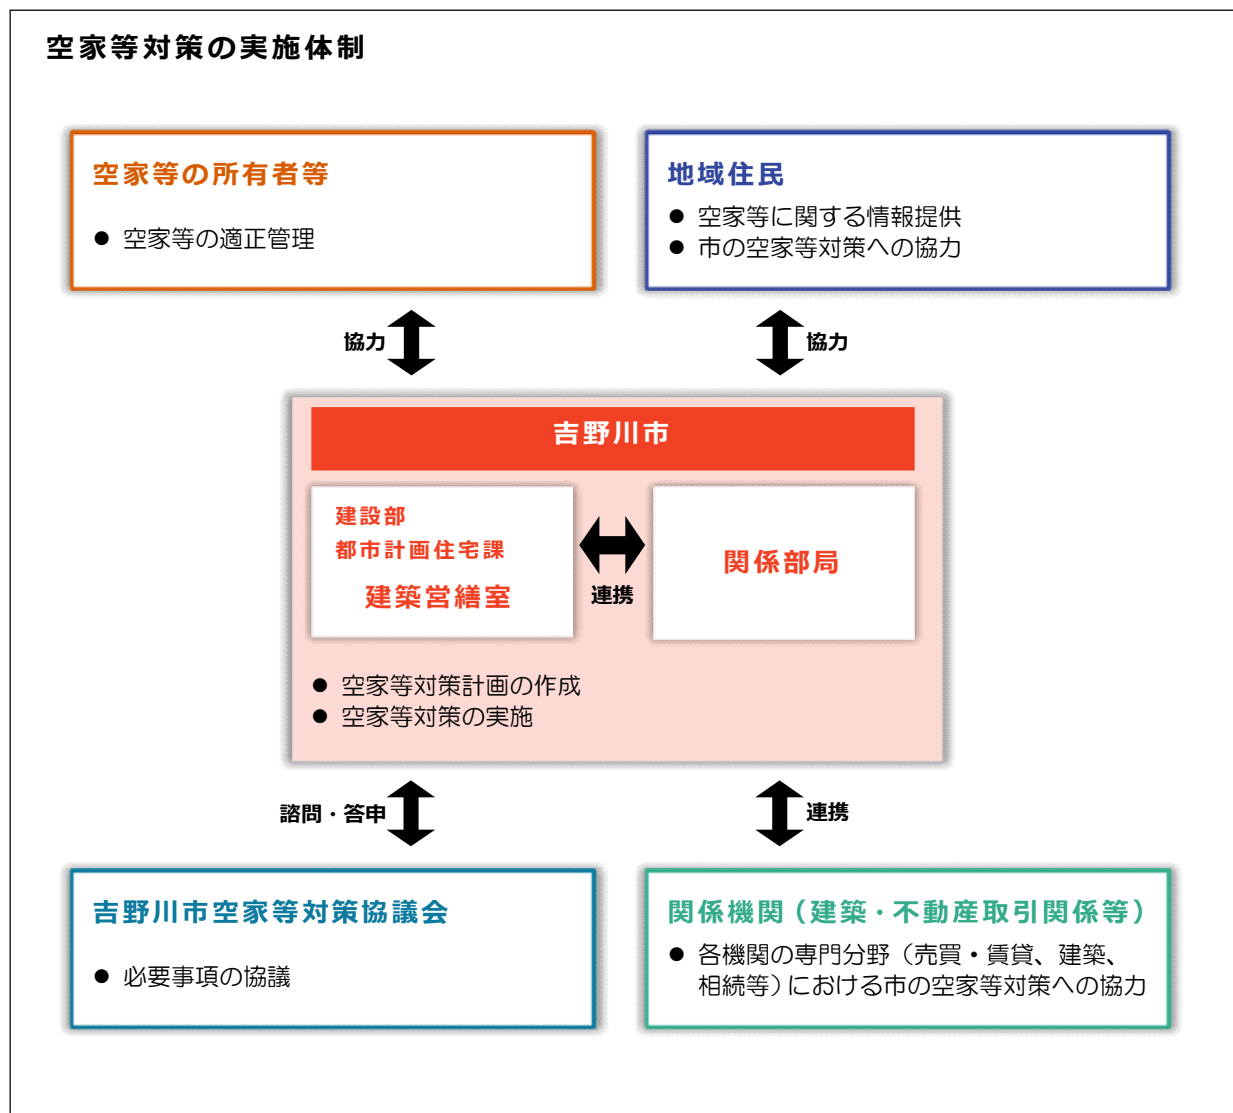 空家等対策の実施体制
空家等の所有者等
● 空家等の適正管理
地域住民
● 空家等に関する情報提供
● 市の空家等対策への協力
協力
協力
吉野川市
建設部
都市計画住宅課
建築営繕室
連携
関係部局
● 空家等対策計画の作成
● 空家等対策の実施
諮問・答申
連携
吉野川市空家等対策協議会
● 必要事項の協議
関係機関（建築・不動産取引関係等）
● 各機関の専門分野（売買・賃貸、建築、
相続等）における市の空家等対策への協力